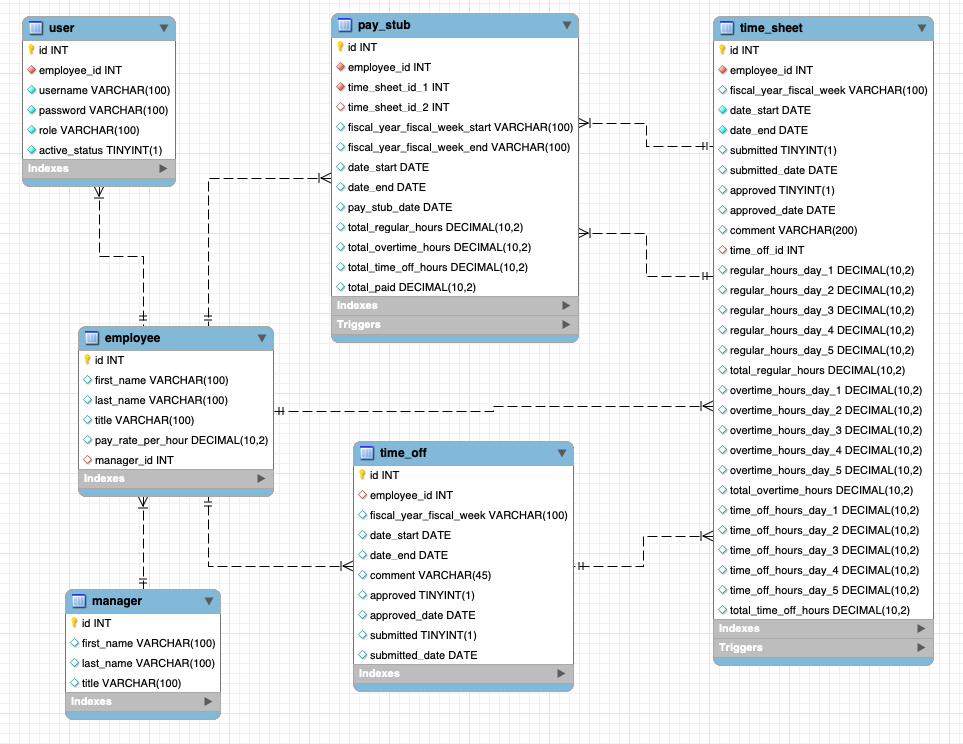 user
id INT
employee_id INT
username VARCHAR(100)
password VARCHAR(100)
role VARCHAR(100)
active_status TINYINT(1)
Indexes
pay_stub
id INT
employee_id INT
time_sheet_id_1 INT
time_sheet_id_2 INT
fiscal_year_fiscal_week_start VARCHAR(100)
fiscal_year_fiscal_week_end VARCHAR(100)
date_start DATE
date_end DATE
pay_stub_date DATE
total_regular_hours DECIMAL(10,2)
total_overtime_hours DECIMAL(10,2)
total_time_off_hours DECIMAL(10,2)
total_paid DECIMAL(10,2)
Indexes
Triggers
time_sheet
id INT
employee_id INT
fiscal_year_fiscal_week VARCHAR(100)
date_start DATE
date_end DATE
submitted TINYINT(1)
submitted_date DATE
approved TINYINT(1)
approved_date DATE
comment VARCHAR(200)
time_off_id INT
regular_hours_day_1 DECIMAL(10,2)
regular_hours_day_2 DECIMAL(10,2)
regular_hours_day_3 DECIMAL(10,2)
regular_hours_day_4 DECIMAL(10,2)
regular_hours_day_5 DECIMAL(10,2)
total_regular_hours DECIMAL(10,2)
overtime_hours_day_1 DECIMAL(10,2)
overtime_hours_day_2 DECIMAL(10,2)
overtime_hours_day_3 DECIMAL(10,2)
overtime_hours_day_4 DECIMAL(10,2)
overtime_hours_day_5 DECIMAL(10,2)
total_overtime_hours DECIMAL(10,2)
time_off_hours_day_1 DECIMAL(10,2)
time_off_hours_day_2 DECIMAL(10,2)
time_off_hours_day_3 DECIMAL(10,2)
time_off_hours_day_4 DECIMAL(10,2)
time_off_hours_day_5 DECIMAL(10,2)
total_time_off_hours DECIMAL(10,2)
Indexes
Triggers
employee
id INT
first_name VARCHAR(100)
last_name VARCHAR(100)
title VARCHAR(100)
pay_rate_per_hour DECIMAL(10,2)
manager_id INT
Indexes
time_off
id INT
employee_id INT
fiscal_year_fiscal_week VARCHAR(100)
date_start DATE
date_end DATE
comment VARCHAR(45)
approved TINYINT(1)
approved_date DATE
submitted TINYINT(1)
submitted_date DATE
Indexes
manager
id INT
first_name VARCHAR(100)
last_name VARCHAR(100)
title VARCHAR(100)
Indexes